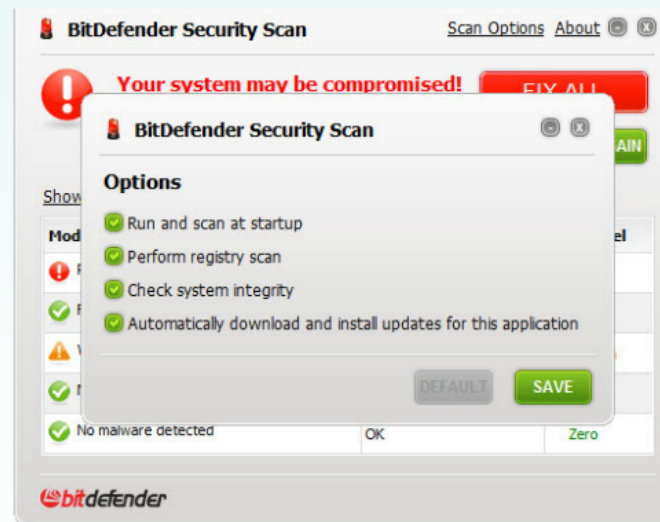 BitDefender Security Scan
Scan Options About
Your system may be compromised!
FIX ALL
BitDefender Security Scan
Options
Run and scan at startup
Perform registry scan
Check system integrity
Automatically download and install updates for this application
DEFAULT
SAVE
No malware detected OK Zero
bitdefender